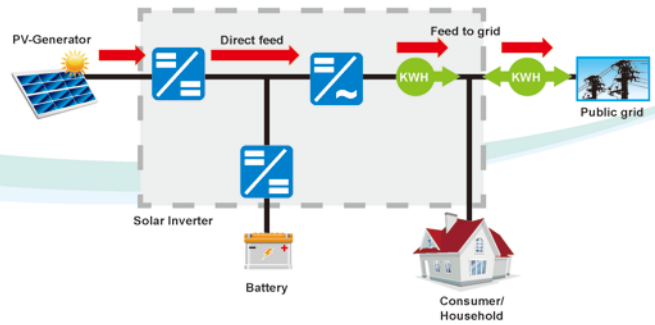 PV-Generator
Direct feed
Feed to grid
KWH
KWH
Public grid
Solar Inverter
Battery
Consumer/
Household